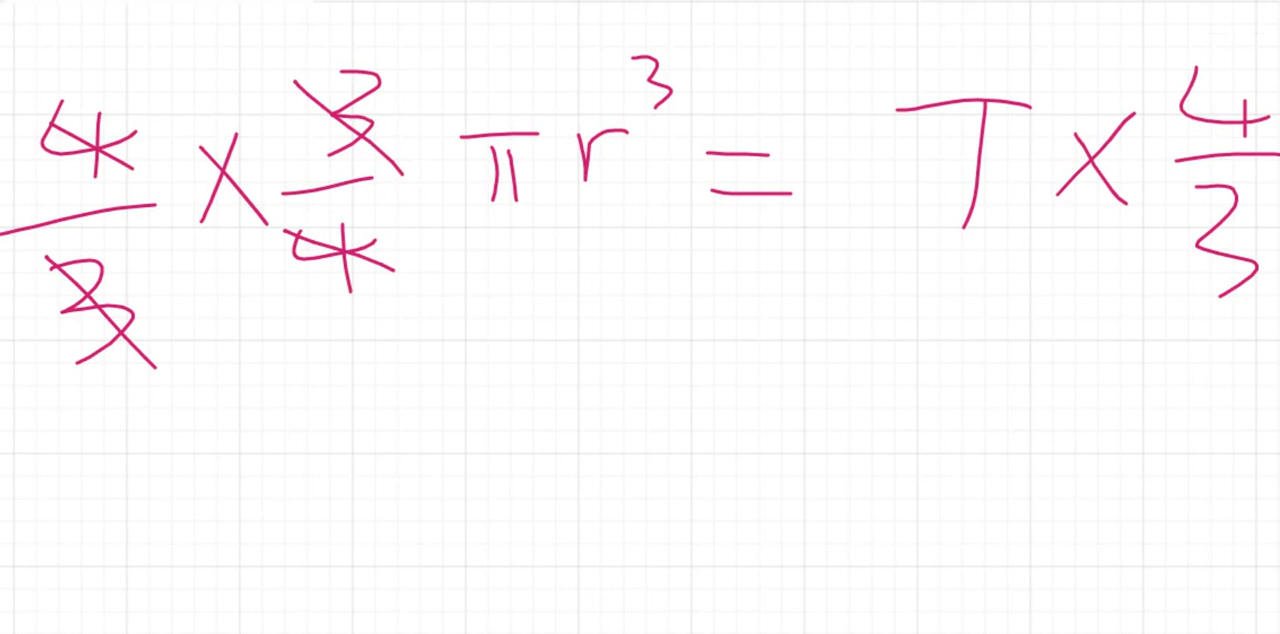 4/3 × 3/4 πr³ = T × 4/3